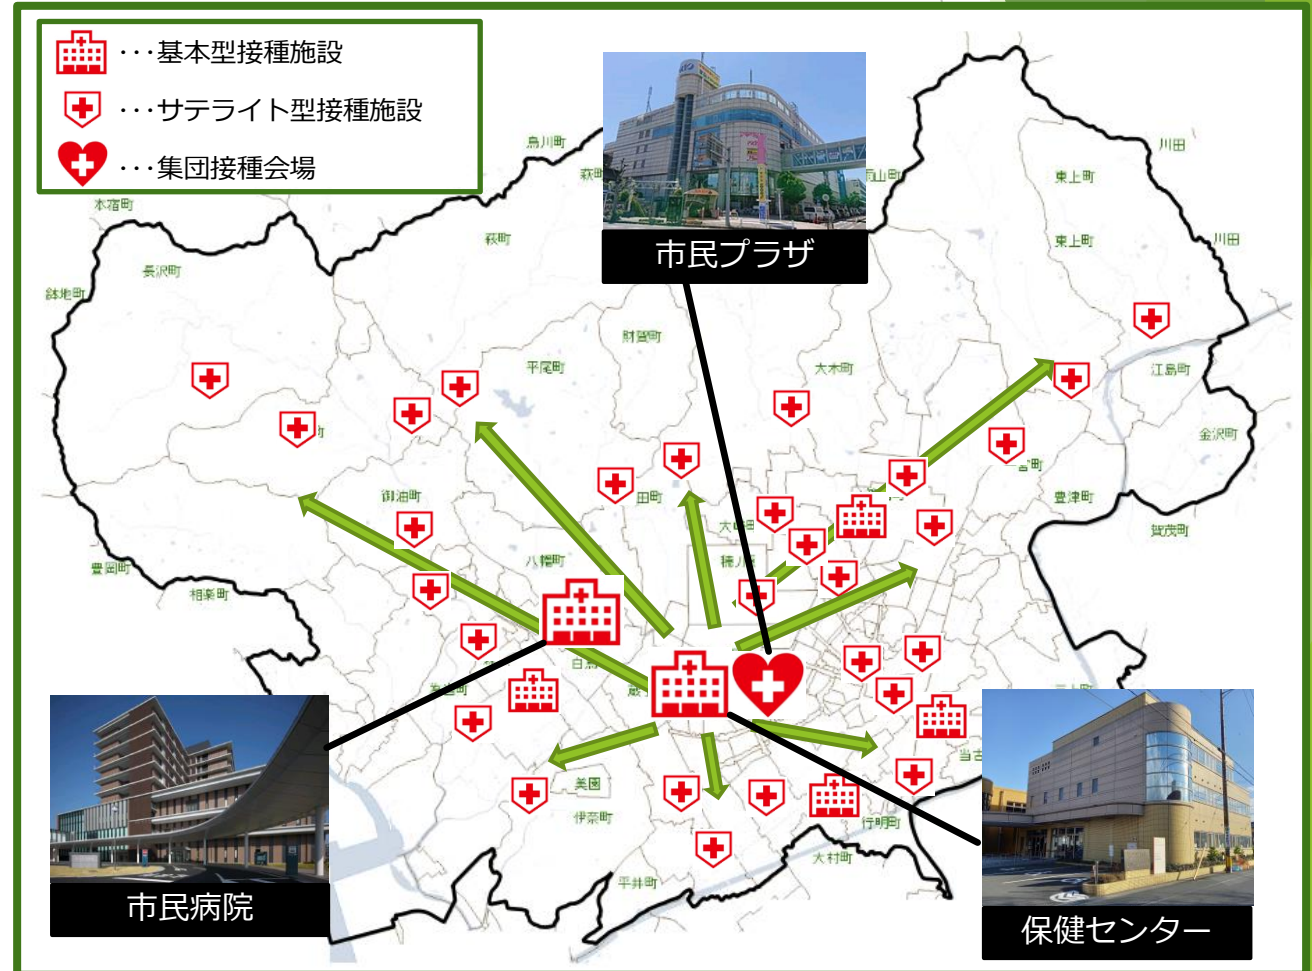 ・・・基本型接種施設
・・・サテライト型接種施設
・・・集団接種会場
市民プラザ
市民病院
保健センター
本宿町
長沢町
鉢地町
鳥川町
萩町
川田
東上町
東上町
川田
財賀町
平尾町
大木町
江島町
金沢町
御油町
田町
豊津町
賀茂町
豊岡町
相楽町
八幡町
美園
伊奈町
平井町
行明町
大村町